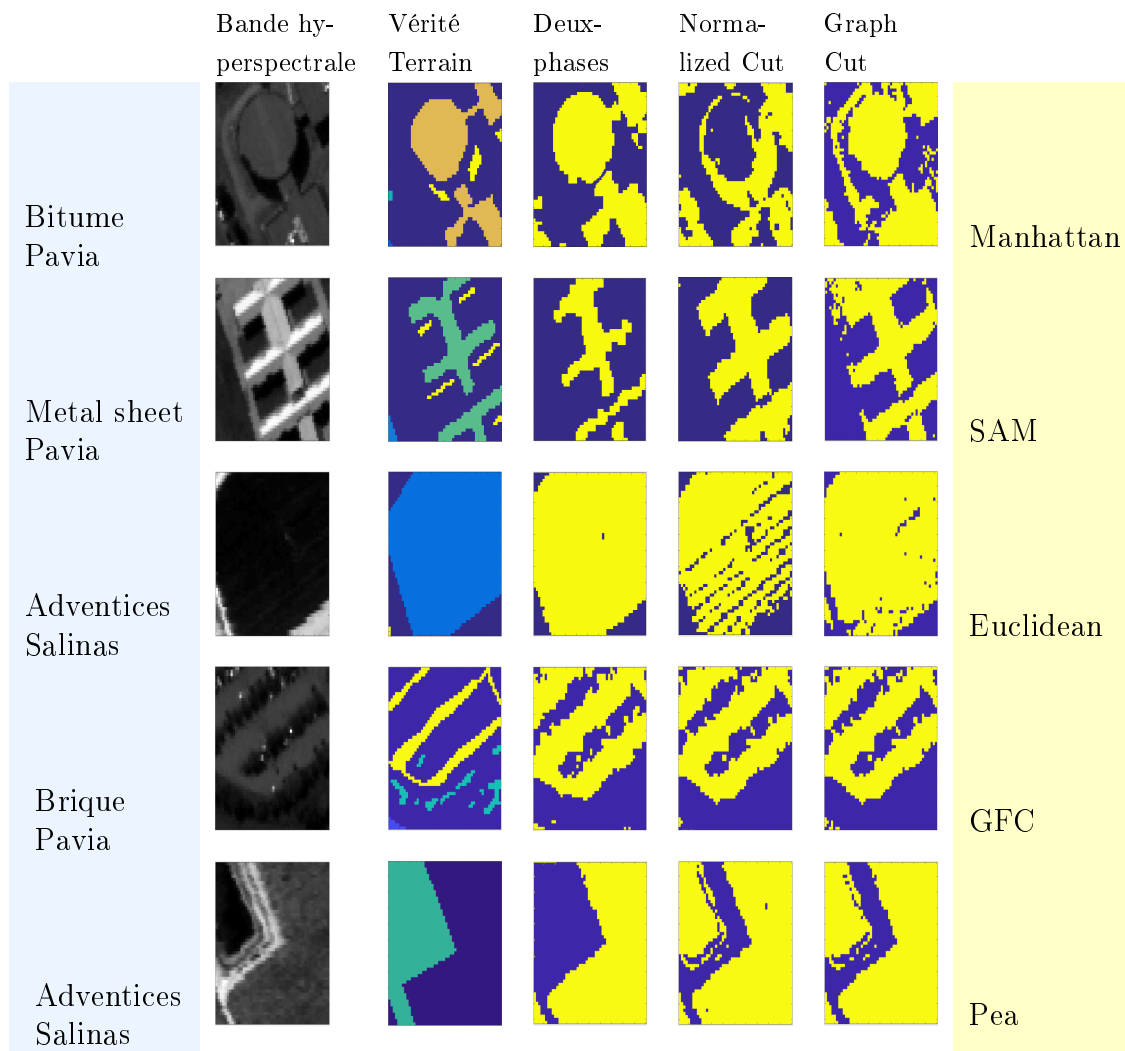 Bande hy-
perspectrale
Vérité
Terrain
Deux-
phases
Norma-
lized Cut
Graph
Cut
Bitume
Pavia
Manhattan
Metal sheet
Pavia
SAM
Adventices
Salinas
Euclidean
Brique
Pavia
GFC
Adventices
Salinas
Pea